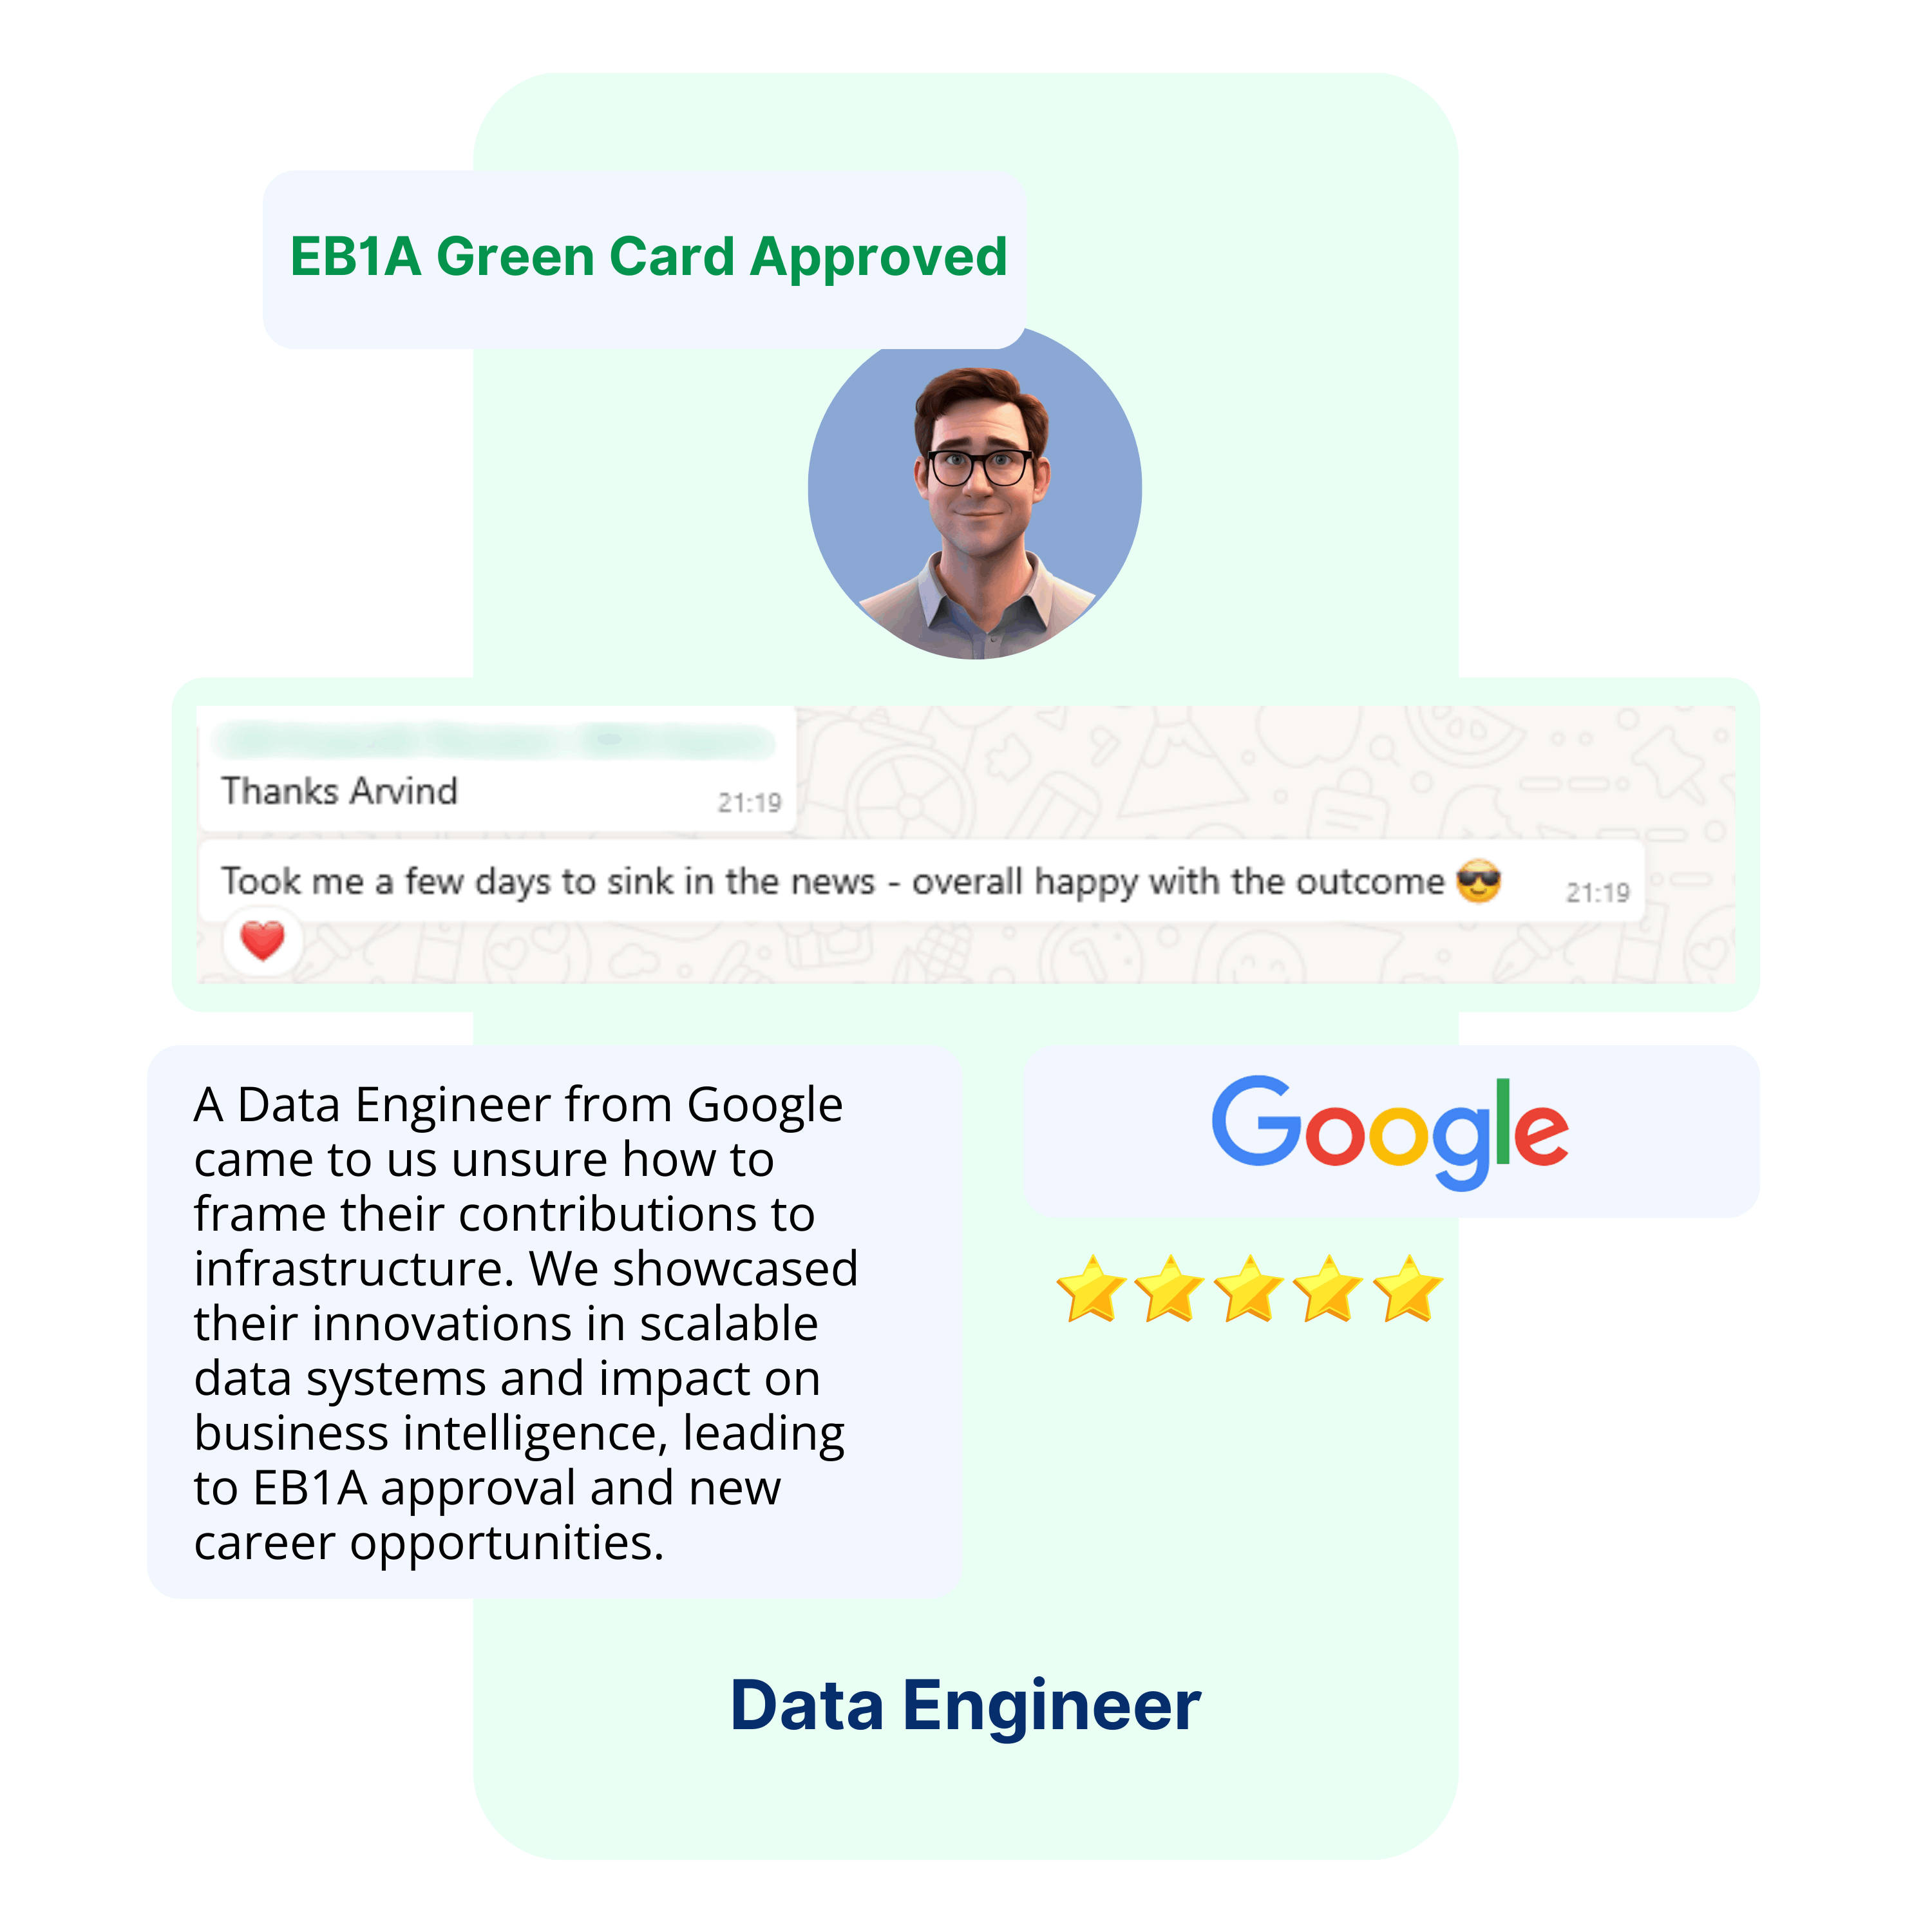 EB1A Green Card Approved
Thanks Arvind
21:19
Took me a few days to sink in the news - overall happy with the outcome 😎
21:19
A Data Engineer from Google
came to us unsure how to
frame their contributions to
infrastructure. We showcased
their innovations in scalable
data systems and impact on
business intelligence, leading
to EB1A approval and new
career opportunities.
Google
Data Engineer